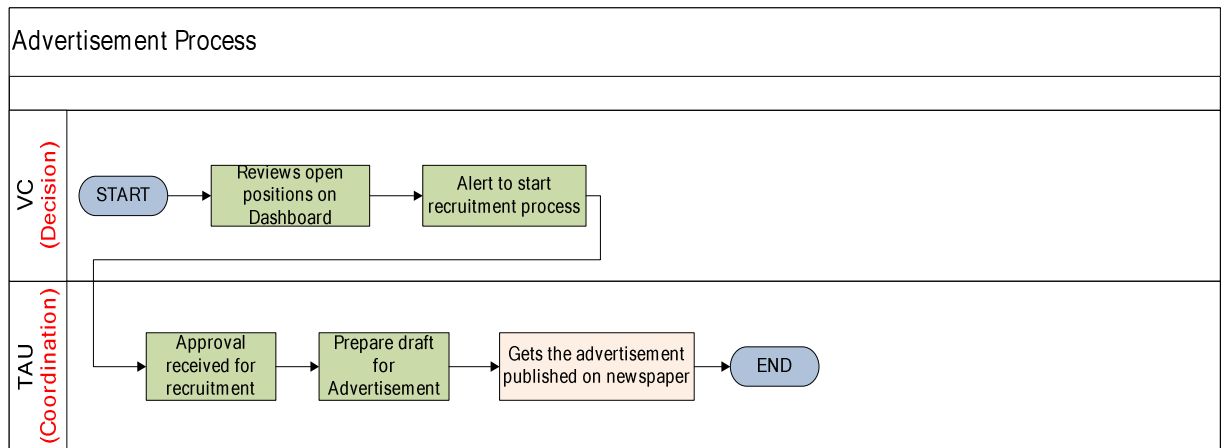 Advertisement Process
VC
(Decision)
START
Reviews open
positions on
Dashboard
Alert to start
recruitment process
TAU
(Coordination)
Approval
received for
recruitment
Prepare draft
for
Advertisement
Gets the advertisement
published on newspaper
END